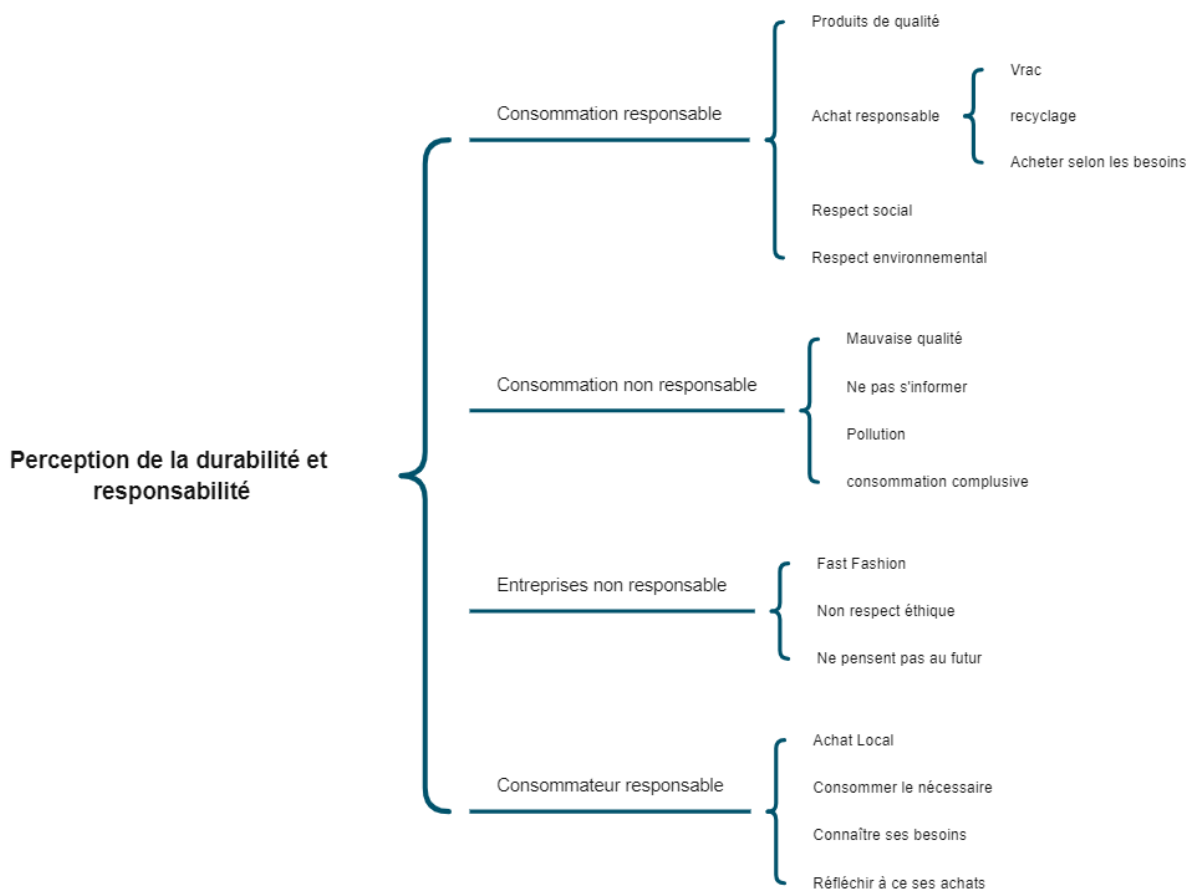 Perception de la durabilité et
responsabilité
Consommation responsable
Produits de qualité
Achat responsable
Vrac
recyclage
Acheter selon les besoins
Respect social
Respect environnemental
Consommation non responsable
Mauvaise qualité
Ne pas s'informer
Pollution
consommation complusive
Entreprises non responsable
Fast Fashion
Non respect éthique
Ne pensent pas au futur
Consommateur responsable
Achat Local
Consommer le nécessaire
Connaître ses besoins
Réfléchir à ce ses achats